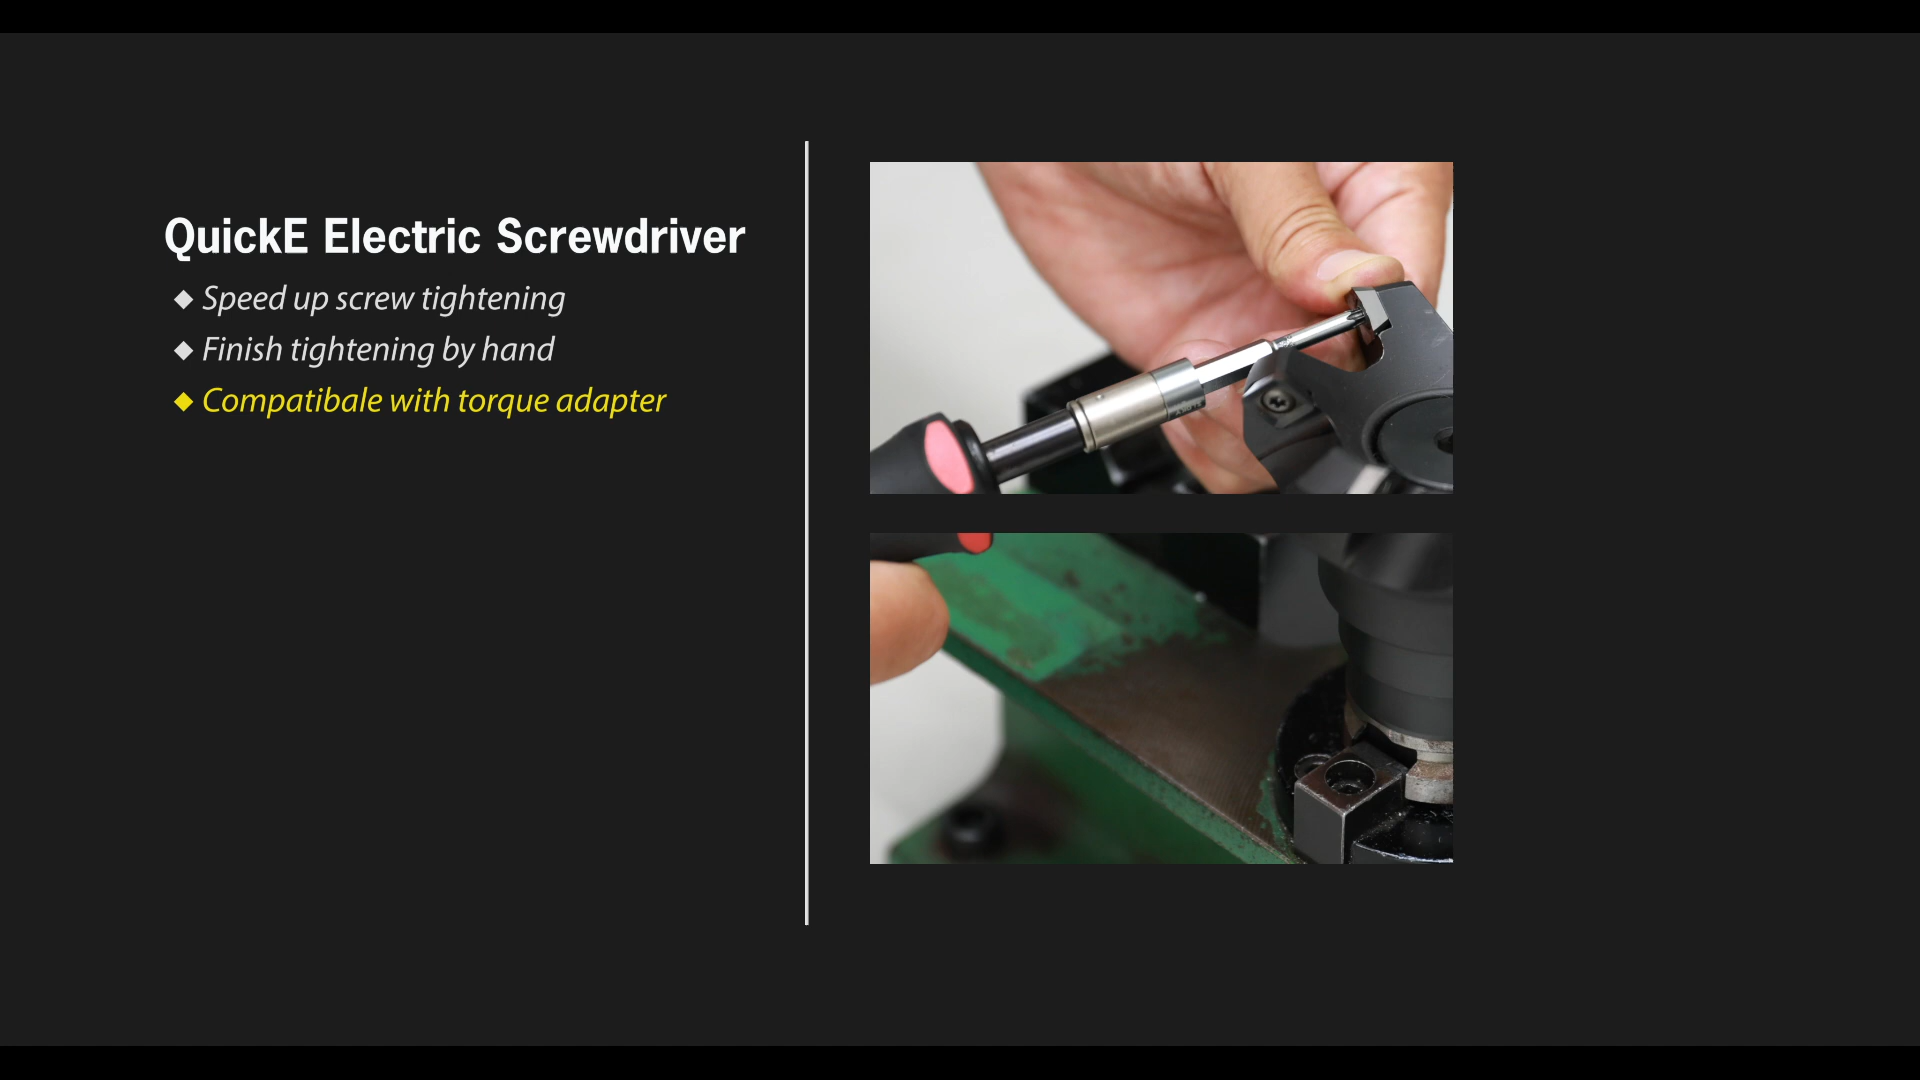 QuickE Electric Screwdriver
◆ Speed up screw tightening
◆ Finish tightening by hand
◆ Compatibale with torque adapter